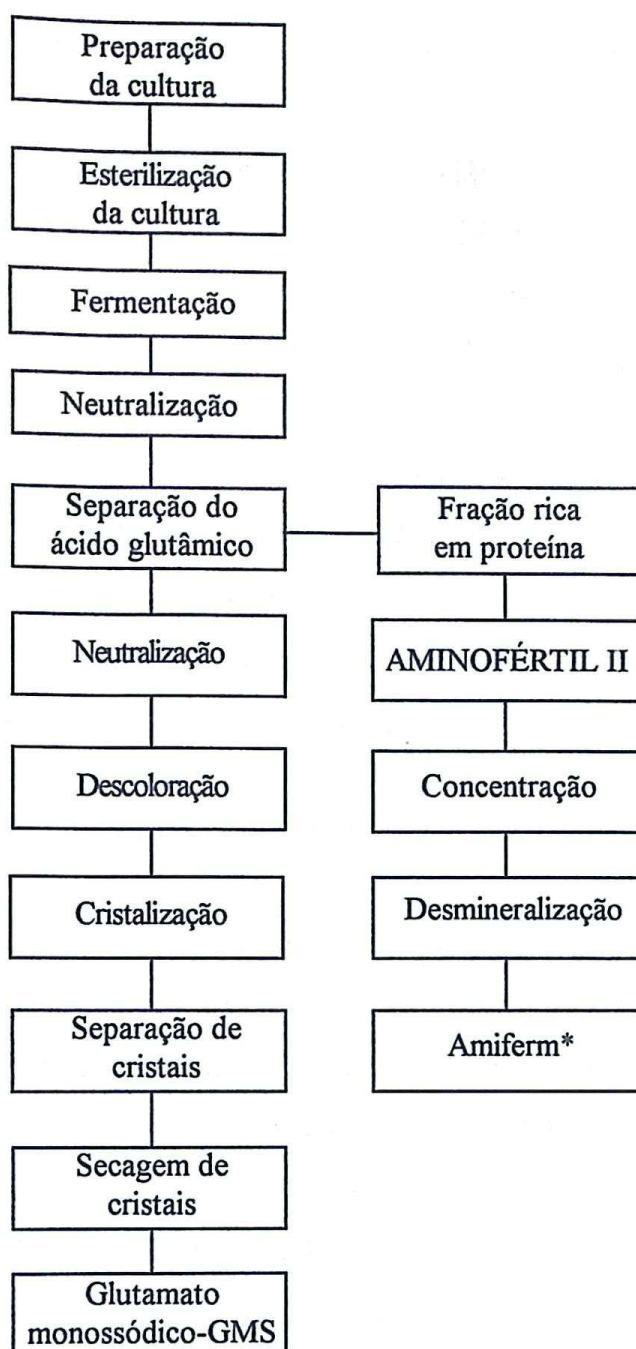 Preparação
da cultura
Esterilização
da cultura
Fermentação
Neutralização
Separação do
ácido glutâmico
Neutralização
Descoloração
Cristalização
Separação de
cristais
Secagem de
cristais
Glutamato
monossódico-GMS
Fração rica
em proteína
AMINOFÉRTIL II
Concentração
Desmineralização
Amiferm*